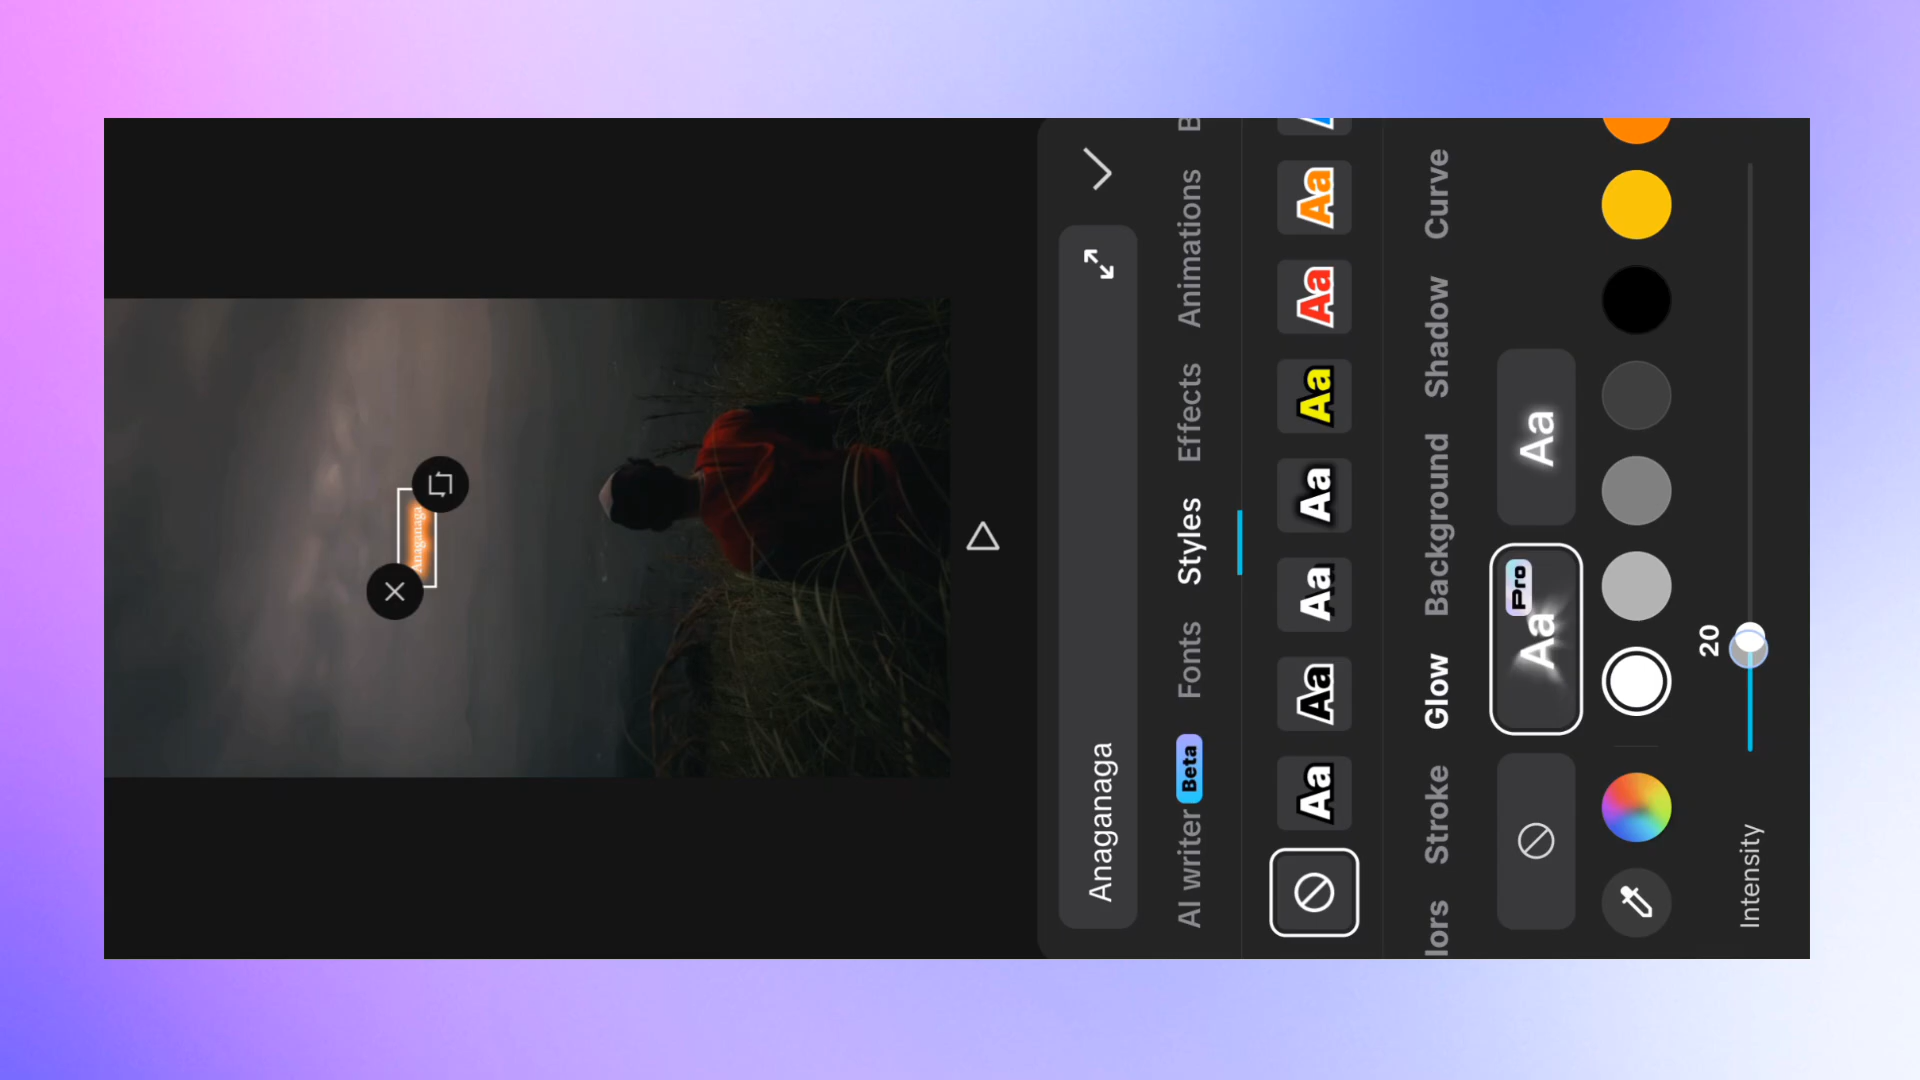 Anaganaga
Anaganaga
AI writer Beta Fonts Styles Effects Animations B
Aa Aa Aa Aa Aa Aa Aa
lors Stroke Glow Background Shadow Curve
Pro
Aa Aa
20
Intensity